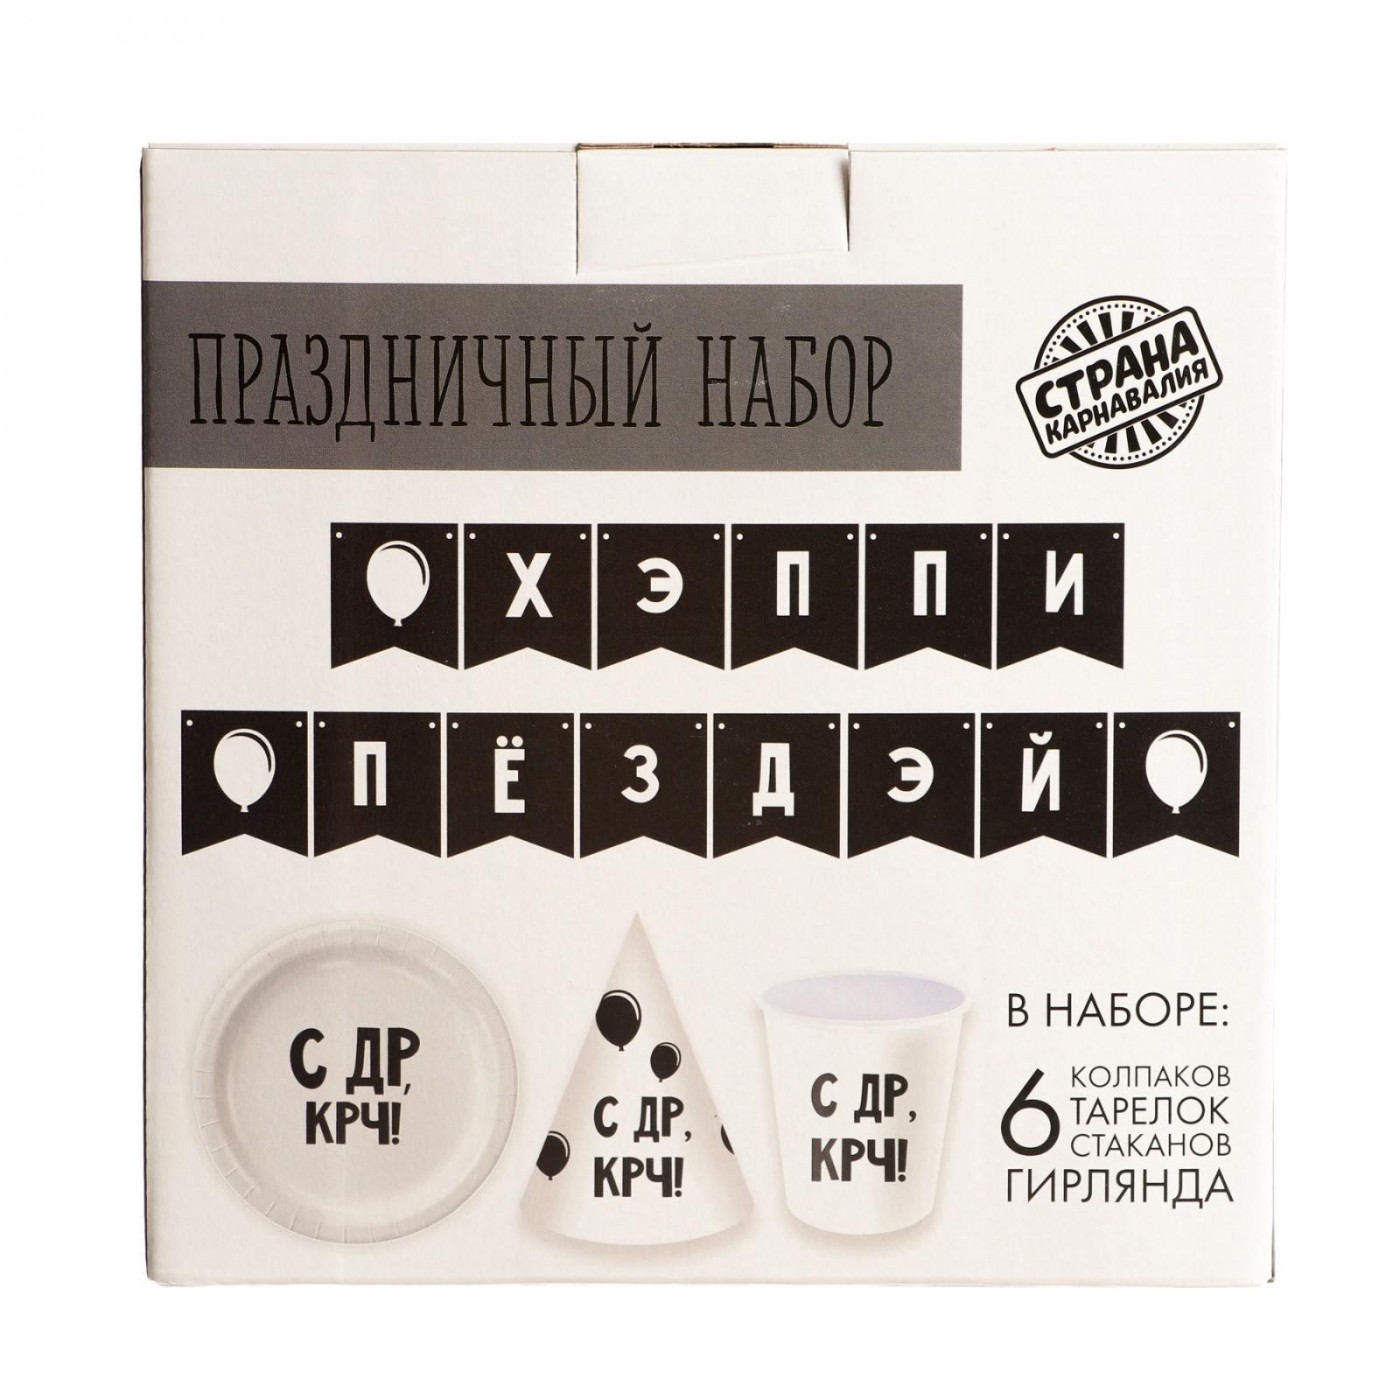 ПРАЗДНИЧНЫЙ НАБОР
СТРАНА
КАРНАВАЛИЯ
ХЭППИ
ПЁЗДЭЙ
С ДР,
КРЧ!
С ДР,
КРЧ!
С ДР,
КРЧ!
В НАБОРЕ:
6 КОЛПАКОВ
ТАРЕЛОК
СТАКАНОВ
ГИРЛЯНДА